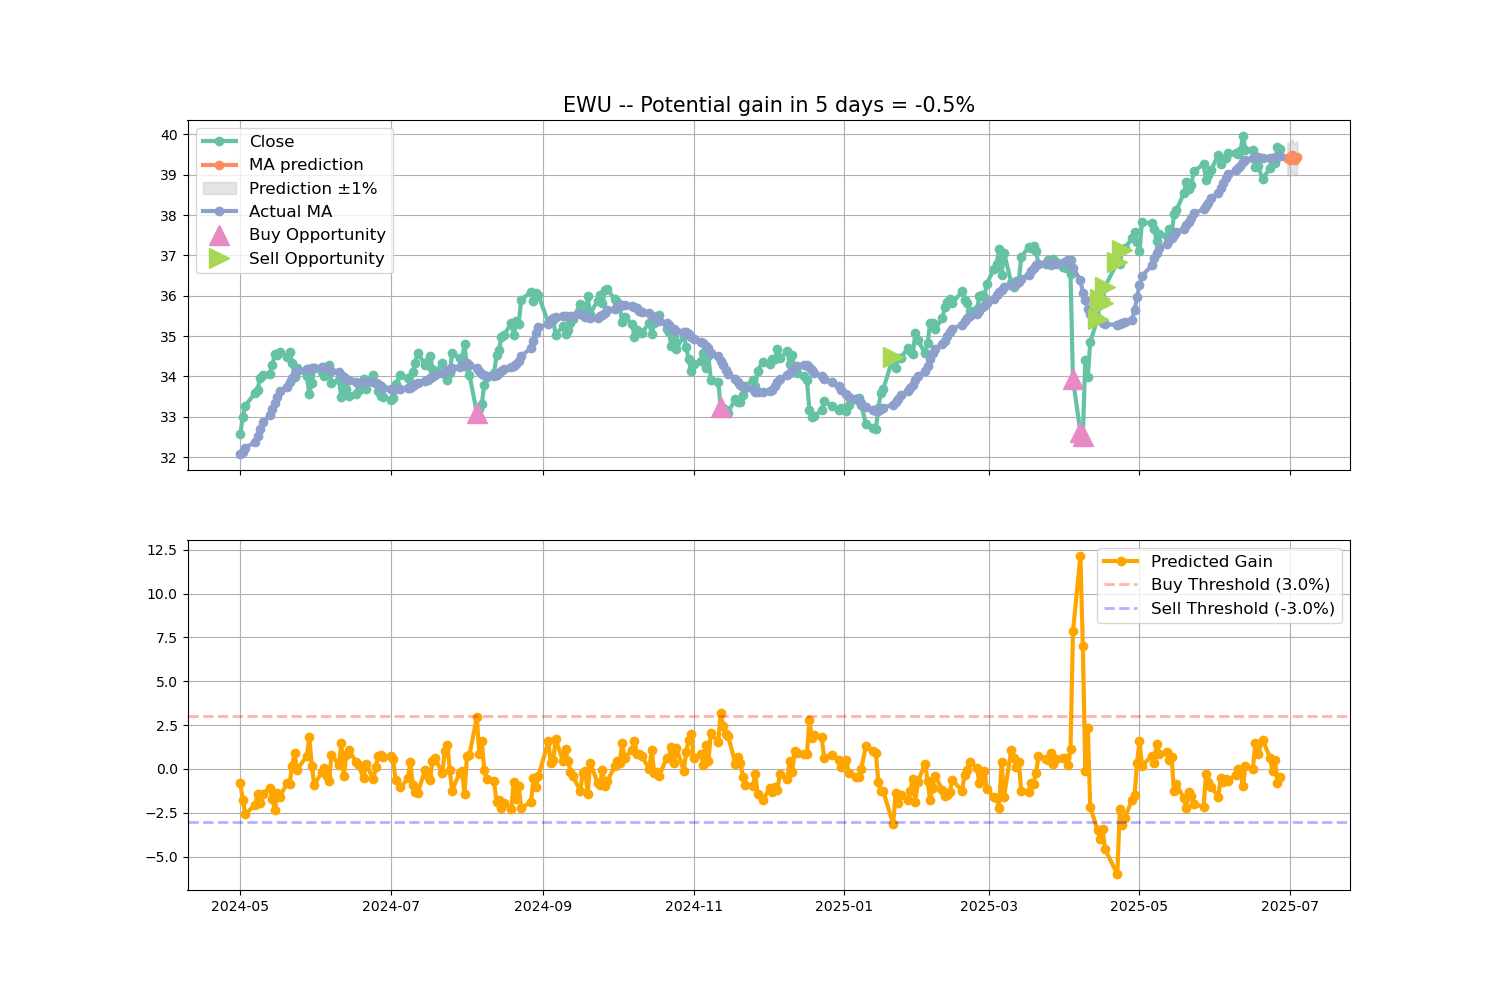 EWU -- Potential gain in 5 days = -0.5%
40
39
38
37
36
35
34
33
32
Close
MA prediction
Prediction ±1%
Actual MA
Buy Opportunity
Sell Opportunity
12.5
10.0
7.5
5.0
2.5
0.0
−2.5
−5.0
Predicted Gain
Buy Threshold (3.0%)
Sell Threshold (-3.0%)
2024-05 2024-07 2024-09 2024-11 2025-01 2025-03 2025-05 2025-07